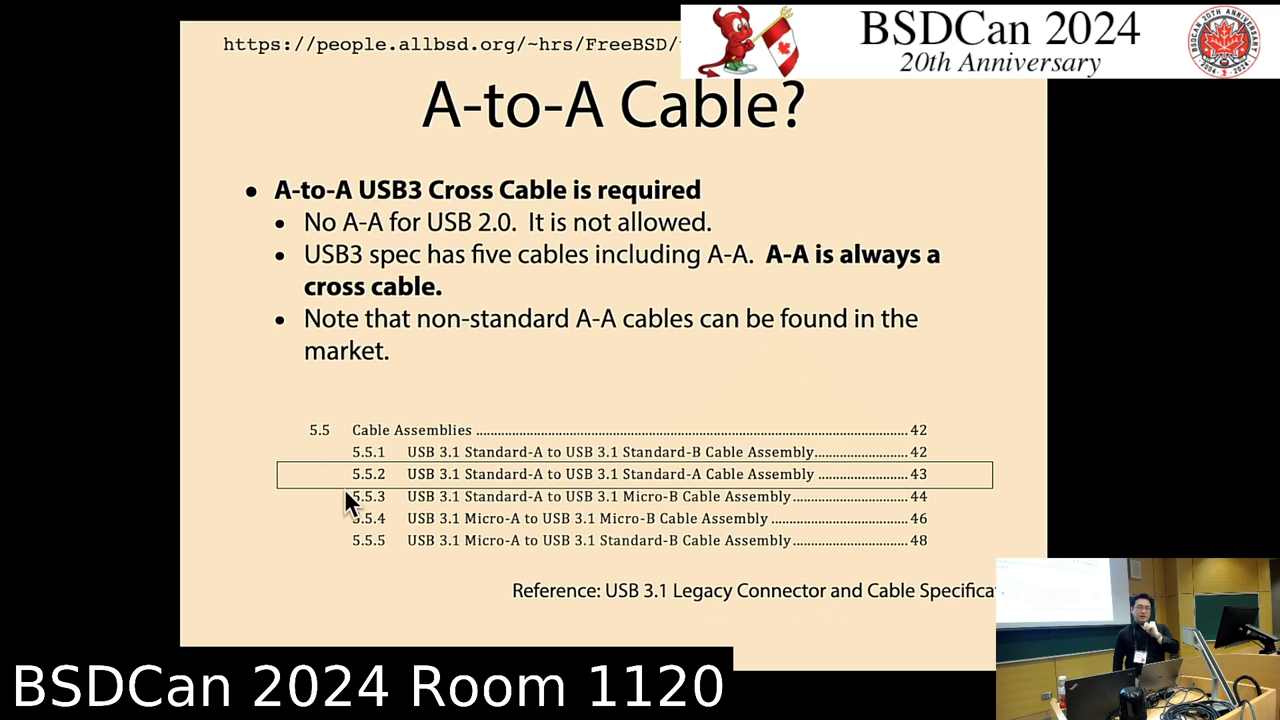 https://people.allbsd.org/~hrs/FreeBSD/
BSDCan 2024
20th Anniversary
A-to-A Cable?
• A-to-A USB3 Cross Cable is required
• No A-A for USB 2.0. It is not allowed.
• USB3 spec has five cables including A-A. A-A is always a
cross cable.
• Note that non-standard A-A cables can be found in the
market.
5.5 Cable Assemblies ........ 42
5.5.1 USB 3.1 Standard-A to USB 3.1 Standard-B Cable Assembly........ 42
5.5.2 USB 3.1 Standard-A to USB 3.1 Standard-A Cable Assembly ........ 43
5.5.3 USB 3.1 Standard-A to USB 3.1 Micro-B Cable Assembly........ 44
5.5.4 USB 3.1 Micro-A to USB 3.1 Micro-B Cable Assembly ........ 46
5.5.5 USB 3.1 Micro-A to USB 3.1 Standard-B Cable Assembly........ 48
Reference: USB 3.1 Legacy Connector and Cable Specifica
BSDCan 2024 Room 1120